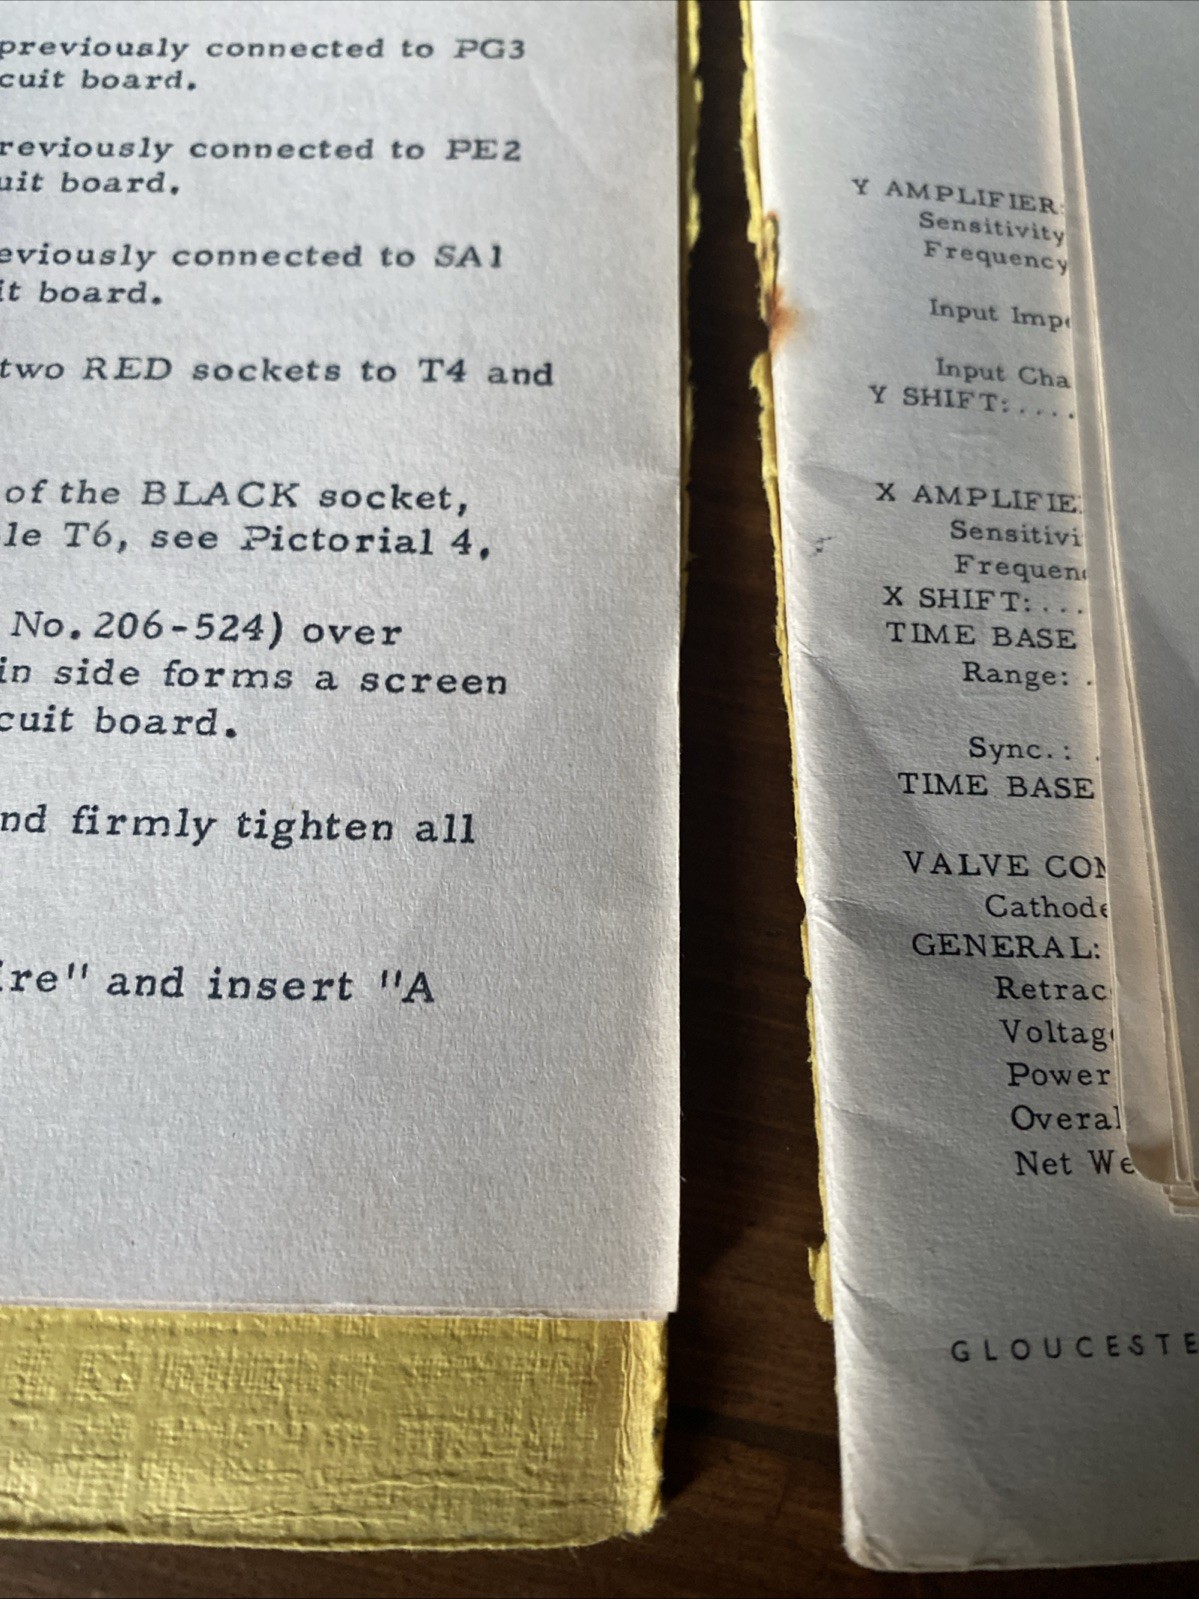 previously connected to PG3
cuit board.
reviously connected to PE2
uit board.
eviously connected to SA1
it board.
two RED sockets to T4 and
of the BLACK socket,
le T6, see Pictorial 4.
No. 206-524) over
in side forms a screen
cuit board.
nd firmly tighten all
ire" and insert "A
Y AMPLIFIER:
Sensitivity
Frequency
Input Impe
Input Cha
Y SHIFT:....
X AMPLIFIE
Sensitivi
Frequen
X SHIFT:...
TIME BASE
Range: .
Sync.: .
TIME BASE
VALVE COM
Cathode
GENERAL:
Retrac
Voltag
Power
Overal
Net We
GLOUCESTE